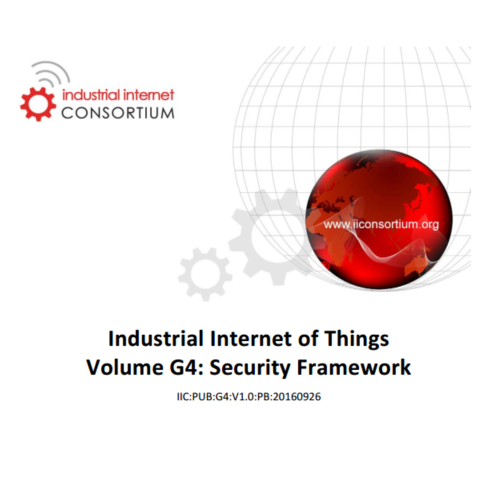 industrial internet
CONSORTIUM
www.iiconsortium.org
Industrial Internet of Things
Volume G4: Security Framework
IIC:PUB:G4:V1.0:PB:20160926